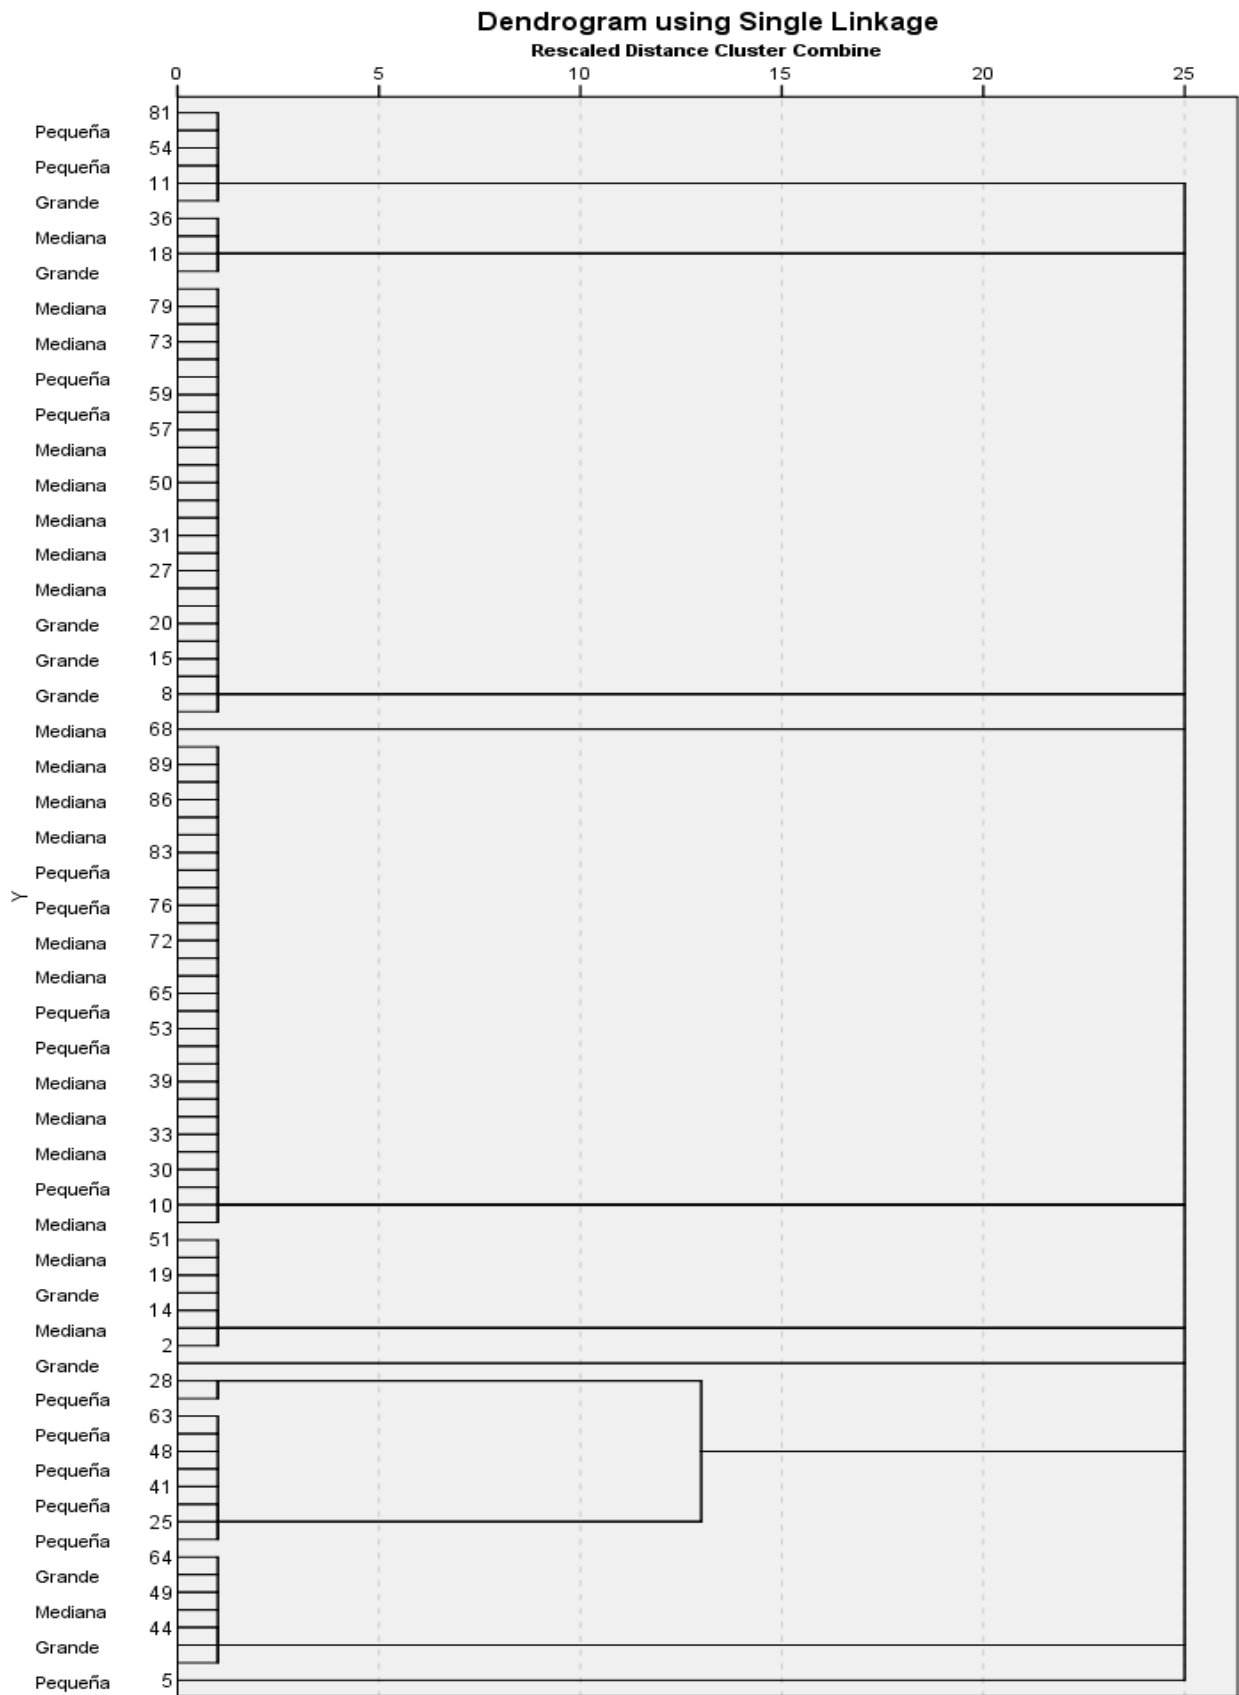 Dendrogram using Single Linkage
Rescaled Distance Cluster Combine
0 5 10 15 20 25
81
Pequeña
54
Pequeña
11
Grande
36
Mediana
18
Grande
Mediana 79
Mediana 73
Pequeña
59
Pequeña
57
Mediana
Mediana 50
Mediana
31
Mediana
27
Mediana
Grande 20
Grande 15
Grande 8
Mediana 68
Mediana 89
Mediana 86
Mediana
83
Pequeña
Pequeña 76
Mediana 72
Mediana
65
Pequeña
53
Pequeña
Mediana 39
Mediana
33
Mediana
30
Pequeña
10
Mediana
51
Mediana
19
Grande
14
Mediana
2
Grande
28
Pequeña
63
Pequeña
48
Pequeña
41
Pequeña
25
Pequeña
64
Grande
49
Mediana
44
Grande
Pequeña 5
Y